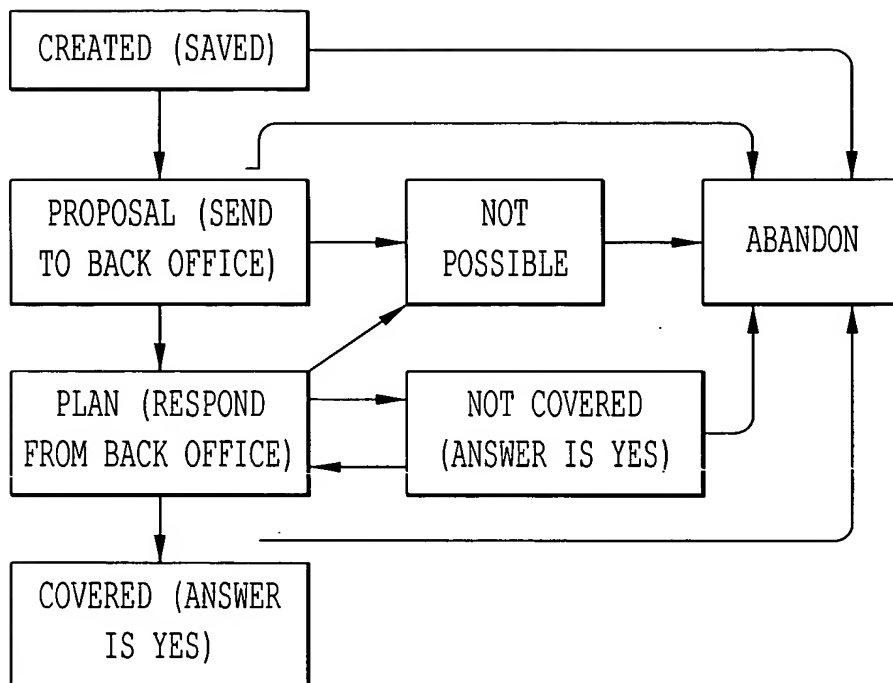 CREATED (SAVED)
PROPOSAL (SEND
TO BACK OFFICE)
NOT
POSSIBLE
ABANDON
PLAN (RESPOND
FROM BACK OFFICE)
NOT COVERED
(ANSWER IS YES)
COVERED (ANSWER
IS YES)